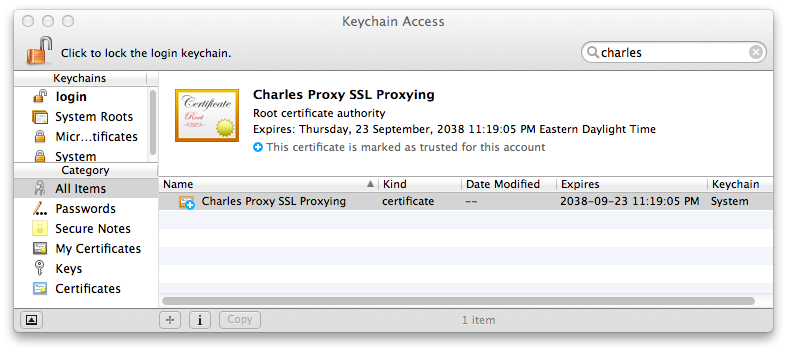 Keychain Access
Click to lock the login keychain.
charles
Keychains
login
System Roots
Micr...tificates
System
Category
All Items
Passwords
Secure Notes
My Certificates
Keys
Certificates
Certificate
Root
Charles Proxy SSL Proxying
Root certificate authority
Expires: Thursday, 23 September, 2038 11:19:05 PM Eastern Daylight Time
This certificate is marked as trusted for this account
Name Kind Date Modified Expires Keychain
Charles Proxy SSL Proxying certificate -- 2038-09-23 11:19:05 PM System
Copy
1 item